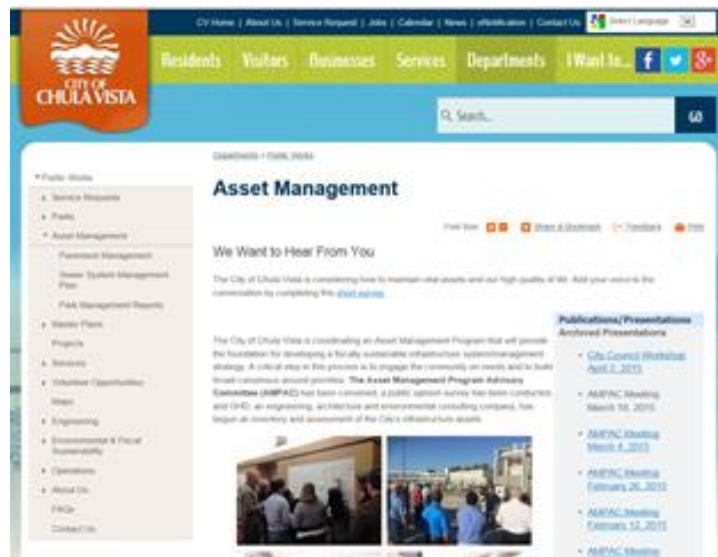 CV Home | About Us | Service Request | Jobs | Calendar | News | eNotification | Contact Us
Select Language
CITY OF
CHULA VISTA
Residents Visitors Businesses Services Departments I Want to...
Search...
GO
Departments > Public Works
Public Works
Service Requests
Parks
Asset Management
Pavement Management
Sewer System Management
Plan
Park Management Reports
Master Plans
Projects
Services
Volunteer Opportunities
Maps
Engineering
Environmental & Fiscal
Sustainability
Operations
About Us
FAQs
Contact Us
Asset Management
Font Size: Share & Bookmark Feedback Print
We Want to Hear From You
The City of Chula Vista is considering how to maintain vital assets and our high quality of life. Add your voice to the
conversation by completing this short survey.
The City of Chula Vista is coordinating an Asset Management Program that will provide
the foundation for developing a fiscally sustainable infrastructure system/management
strategy. A critical step in this process is to engage the community on needs and to build
broad consensus around priorities. The Asset Management Program Advisory
Committee (AMPAC) has been convened, a public opinion survey has been conducted
and GHD, an engineering, architecture and environmental consulting company, has
begun an inventory and assessment of the City's infrastructure assets.
Publications/Presentations
Archived Presentations
City Council Workshop
April 2, 2015
AMPAC Meeting
March 18, 2015
AMPAC Meeting
March 4, 2015
AMPAC Meeting
February 26, 2015
AMPAC Meeting
February 12, 2015
AMPAC Meeting